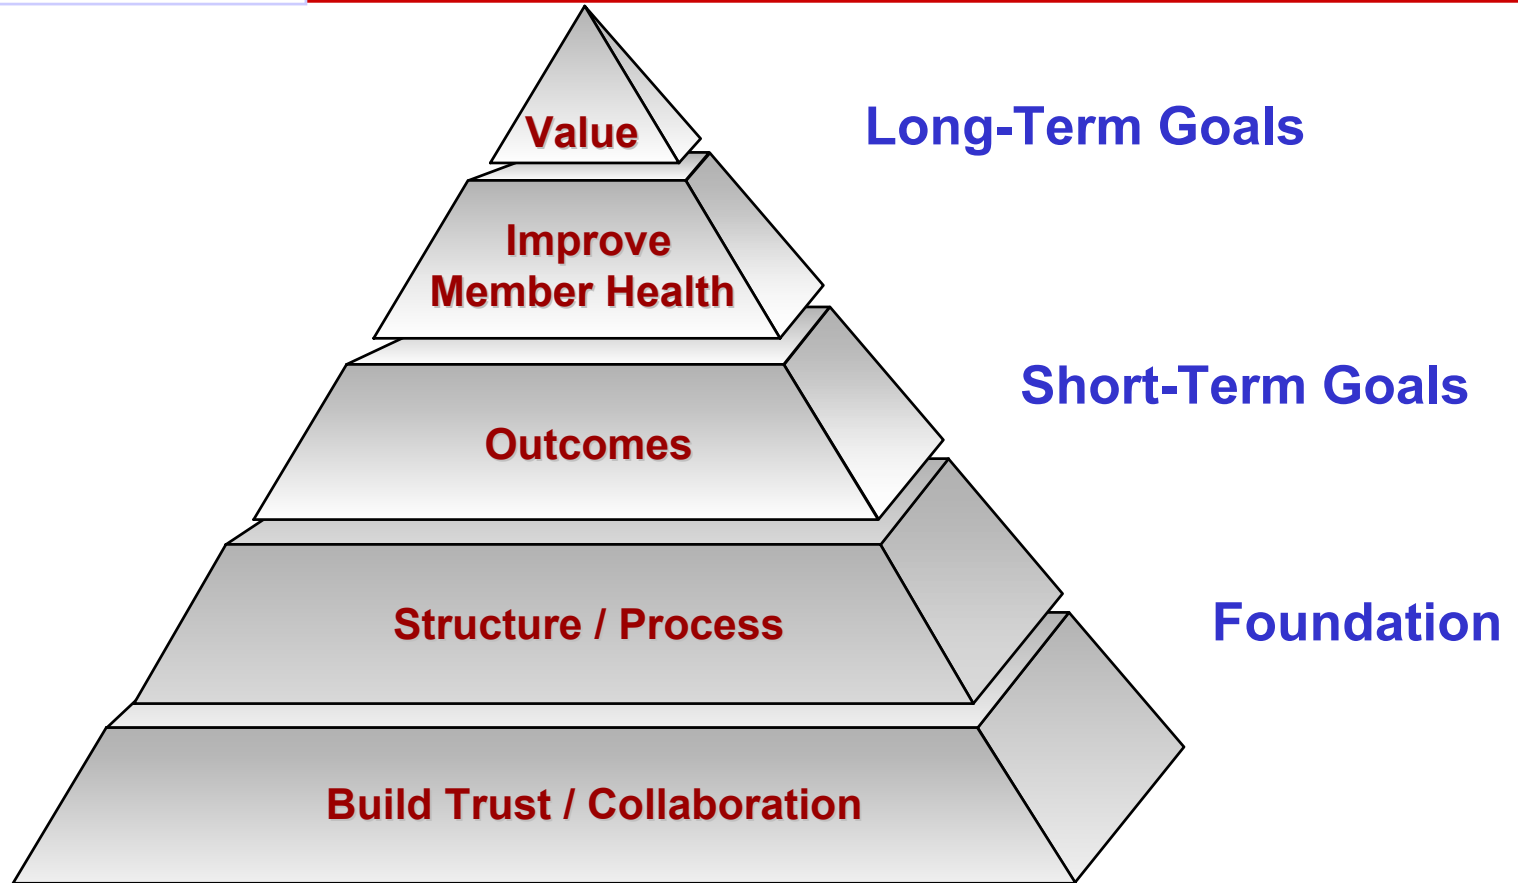 Value
Long-Term Goals
Improve
Member Health
Short-Term Goals
Outcomes
Structure / Process
Foundation
Build Trust / Collaboration